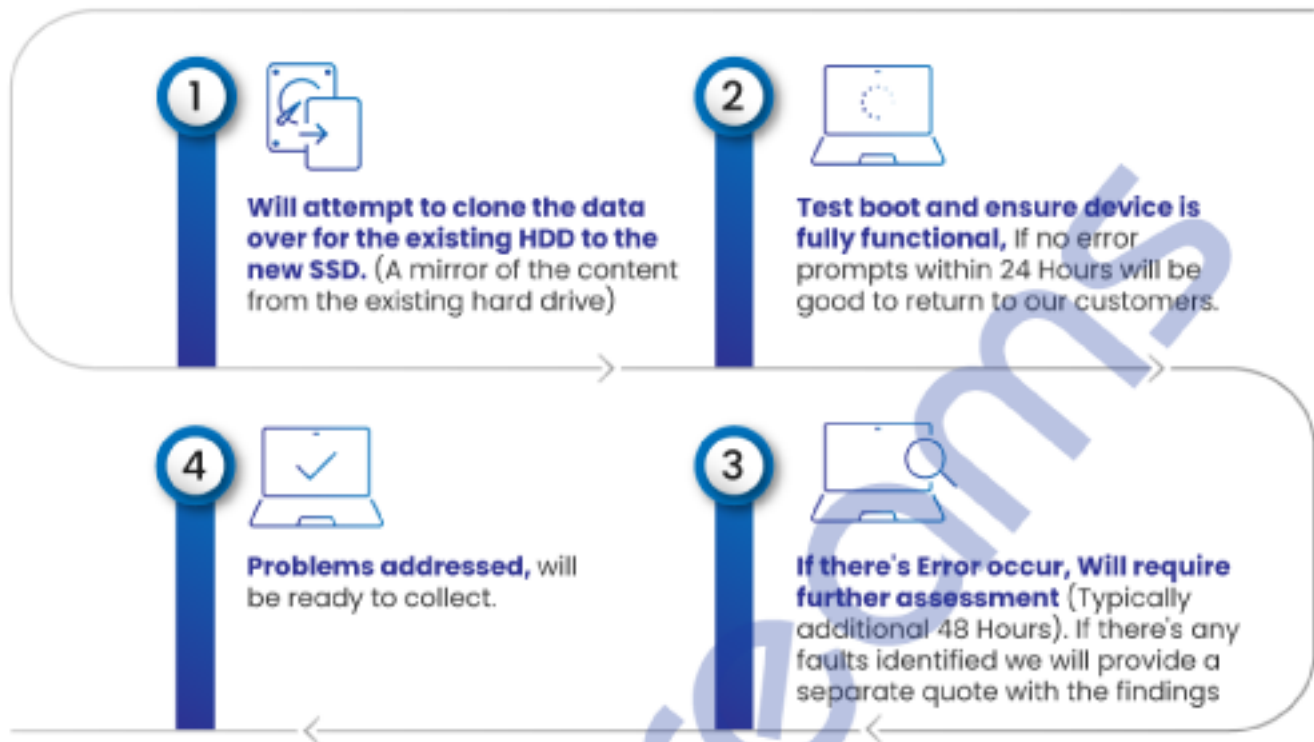 1
Will attempt to clone the data
over for the existing HDD to the
new SSD. (A mirror of the content
from the existing hard drive)
2
Test boot and ensure device is
fully functional, If no error
prompts within 24 Hours will be
good to return to our customers.
3
If there's Error occur, Will require
further assessment (Typically
additional 48 Hours). If there's any
faults identified we will provide a
separate quote with the findings
4
Problems addressed, will
be ready to collect.